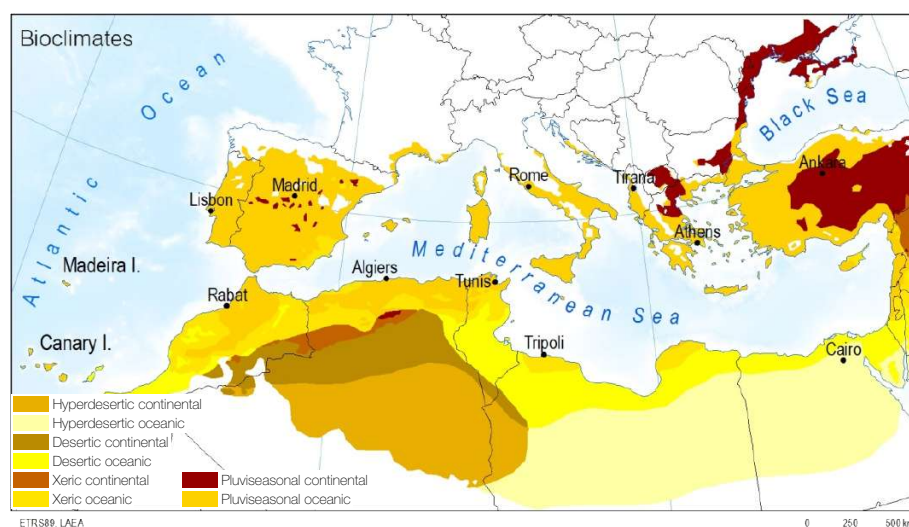 Bioclimates
Atlantic Ocean
Black Sea
Ankara
Rome
Tirana
Madrid
Lisbon
Athens
Mediterranean Sea
Madeira I.
Algiers
Tunis
Rabat
Canary I.
Tripoli
Cairo
Hyperdesertic continental
Hyperdesertic oceanic
Desertic continental
Desertic oceanic
Xeric continental
Pluviseasonal continental
Xeric oceanic
Pluviseasonal oceanic
ETRS89, LAEA
0 250 500 km